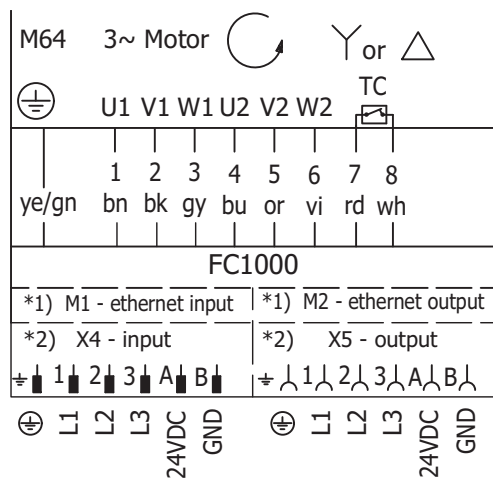 M64 3~ Motor or
TC
U1 V1 W1 U2 V2 W2
1 2 3 4 5 6 7 8
ye/gn bn bk gy bu or vi rd wh
FC1000
*1) M1 - ethernet input *1) M2 - ethernet output
*2) X4 - input *2) X5 - output
1 2 3 A B 1 2 3 A B
L1 L2 L3 24VDC GND L1 L2 L3 24VDC GND